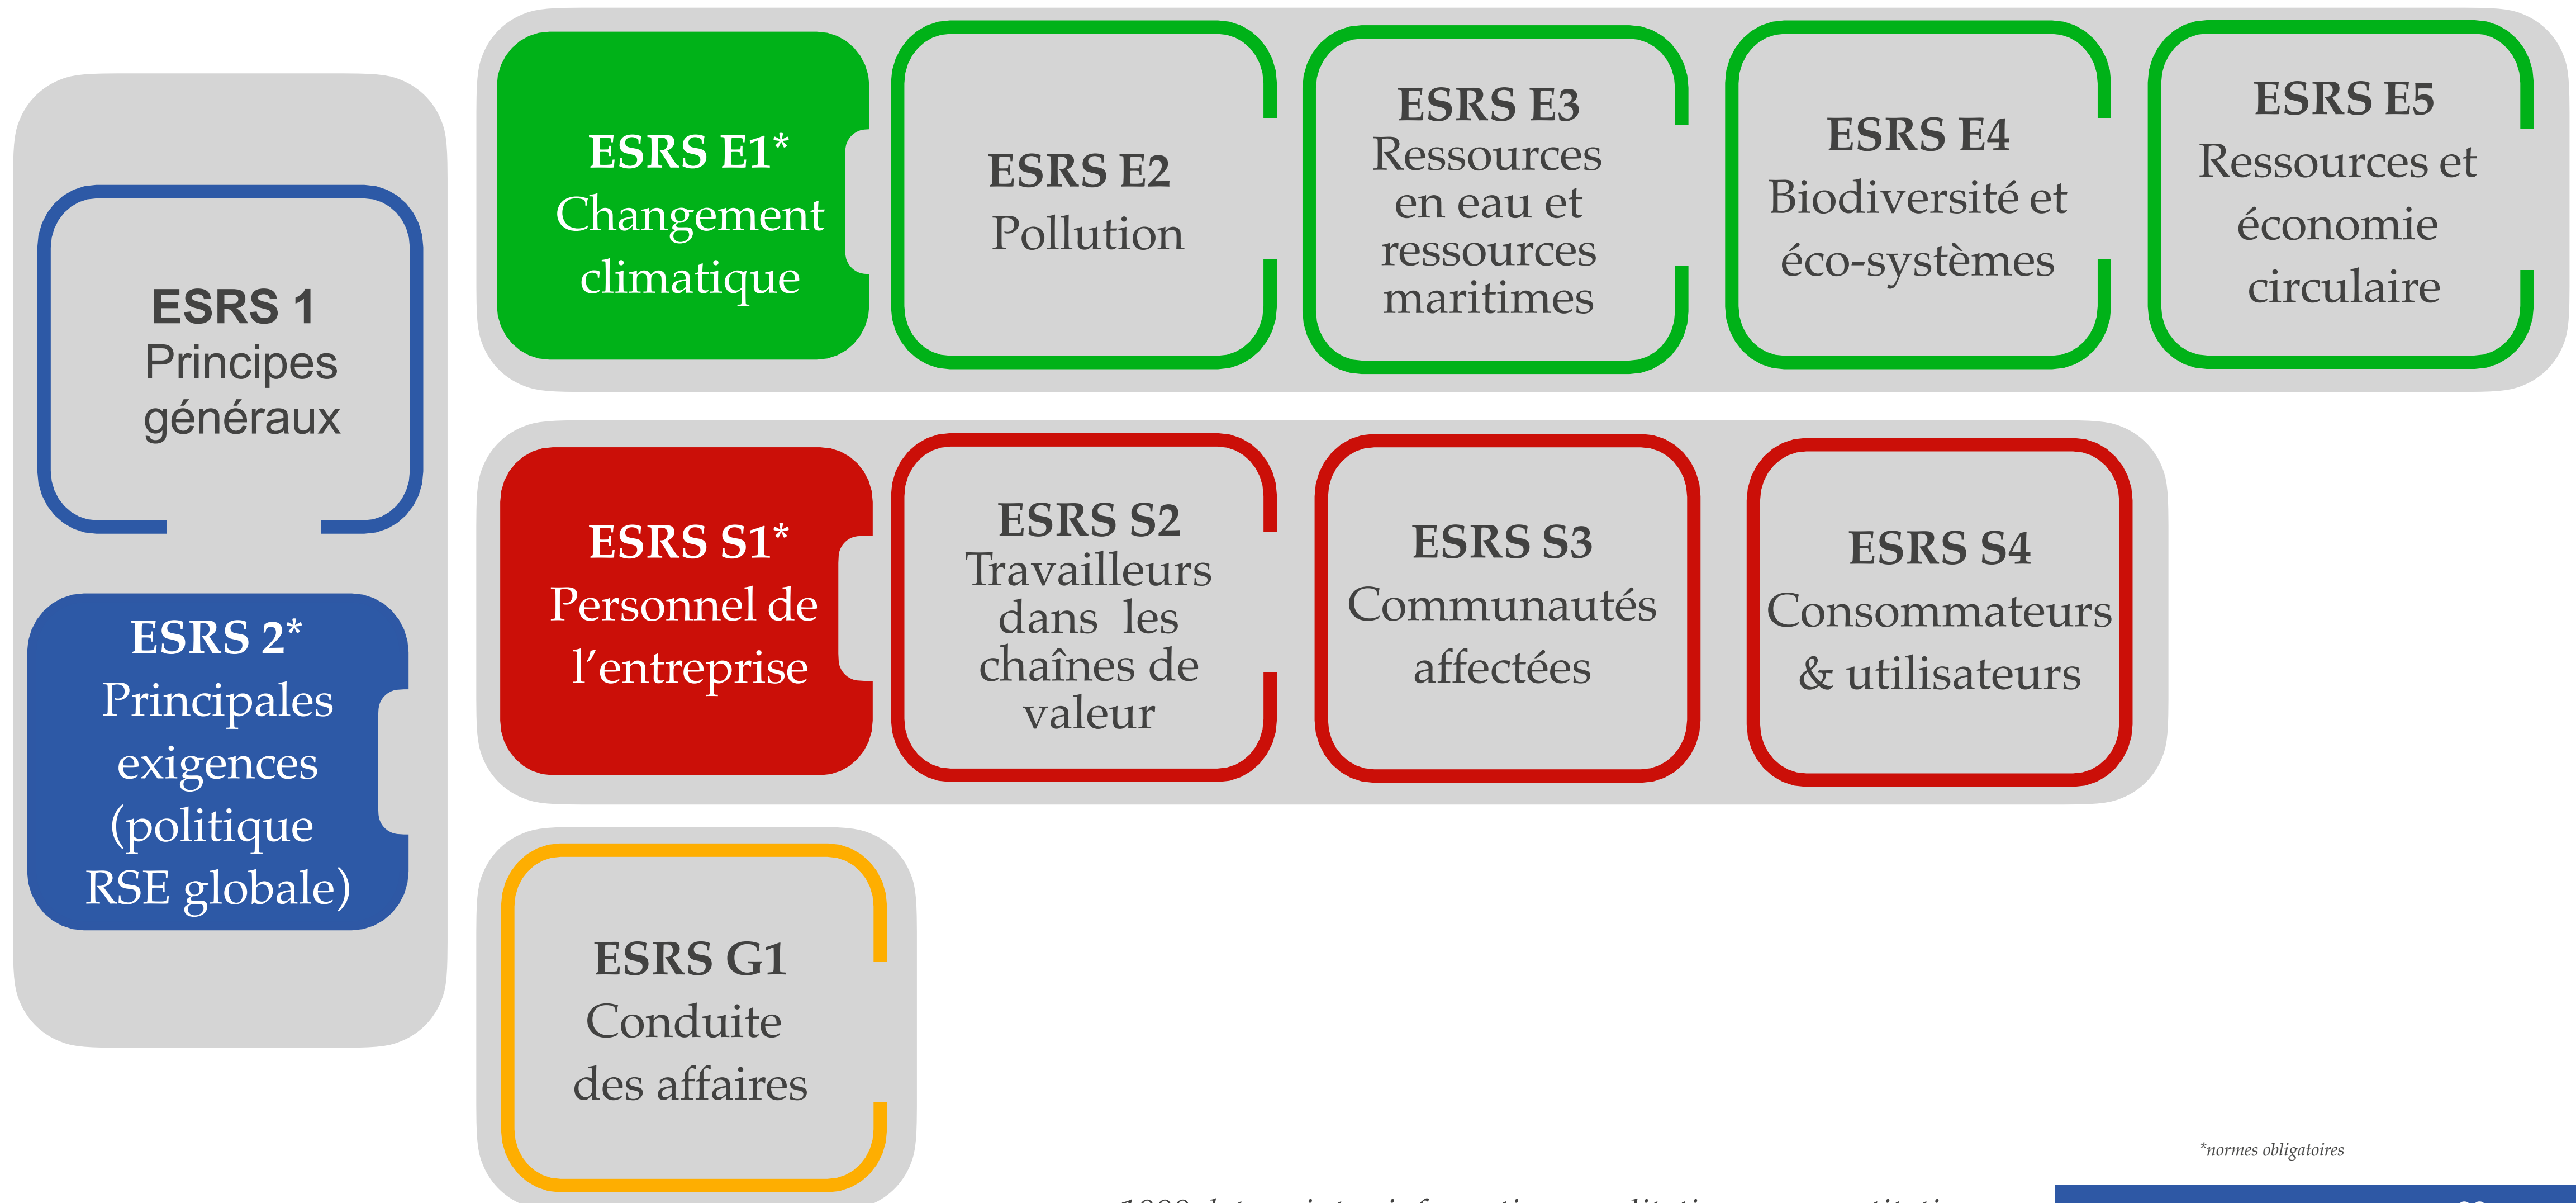 ESRS 1
Principes
généraux
ESRS 2*
Principales
exigences
(politique
RSE globale)
ESRS E1*
Changement
climatique
ESRS E2
Pollution
ESRS E3
Ressources
en eau et
ressources
maritimes
ESRS E4
Biodiversité et
éco-systèmes
ESRS E5
Ressources et
économie
circulaire
ESRS S1*
Personnel de
l’entreprise
ESRS S2
Travailleurs
dans les
chaînes de
valeur
ESRS S3
Communautés
affectées
ESRS S4
Consommateurs
& utilisateurs
ESRS G1
Conduite
des affaires
*normes obligatoires